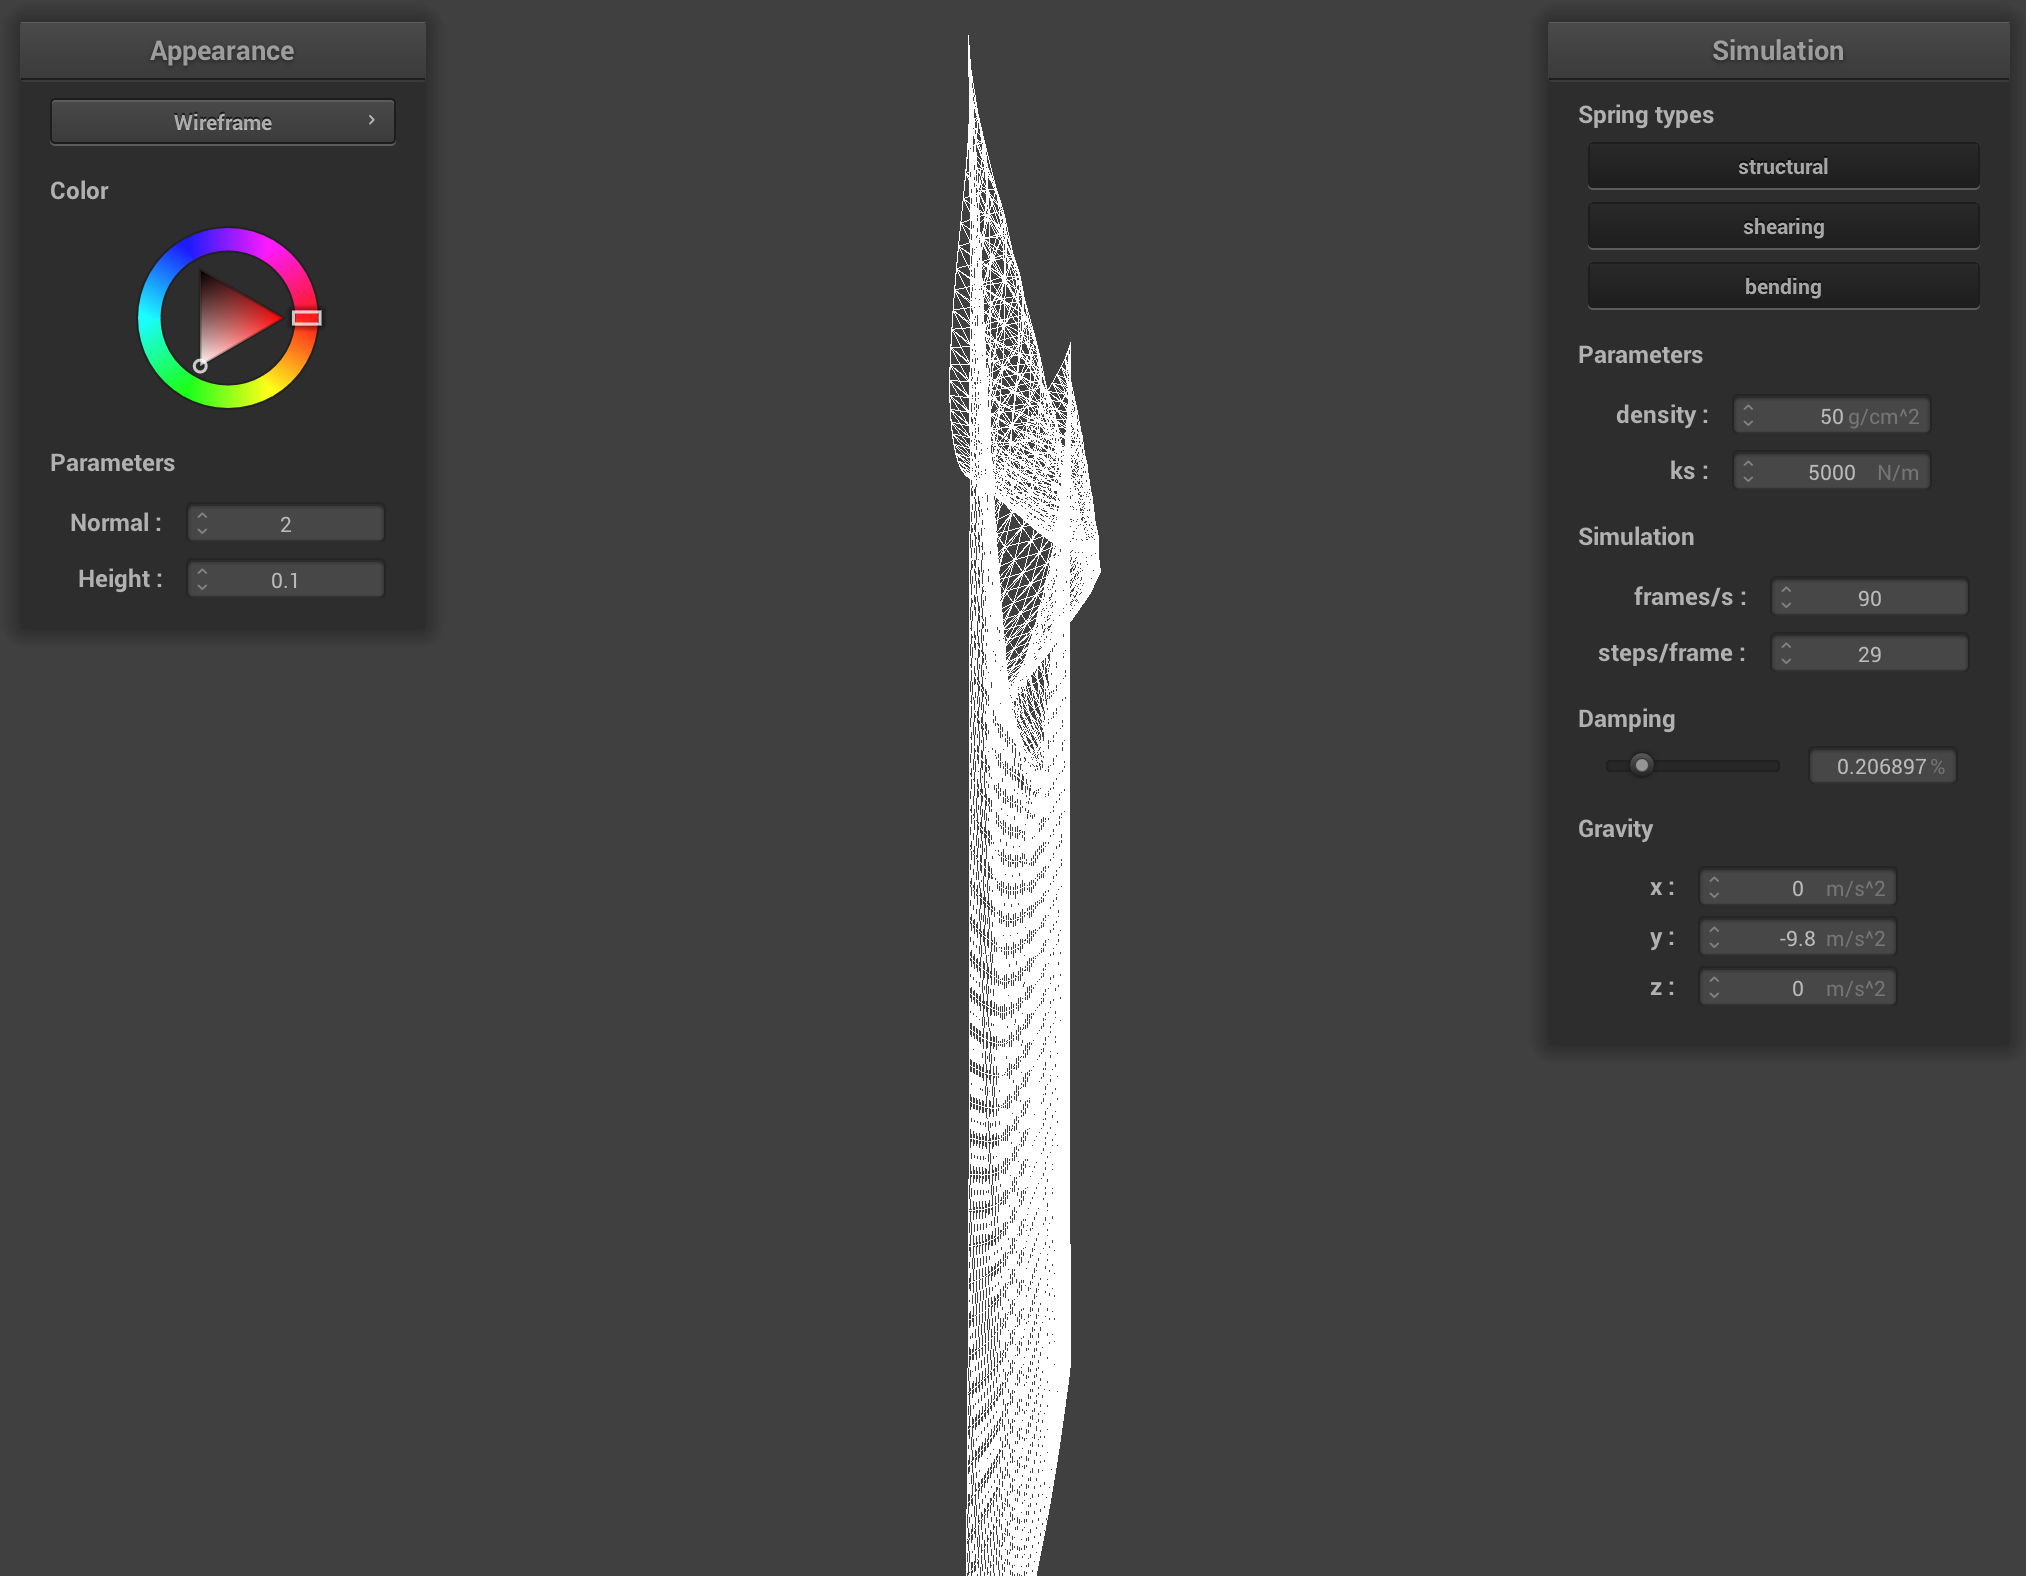 Appearance
Wireframe
Color
Parameters
Normal : 2
Height : 0.1
Simulation
Spring types
structural
shearing
bending
Parameters
density : 50 g/cm^2
ks : 5000 N/m
Simulation
frames/s : 90
steps/frame : 29
Damping
0.206897 %
Gravity
x : 0 m/s^2
y : -9.8 m/s^2
z : 0 m/s^2